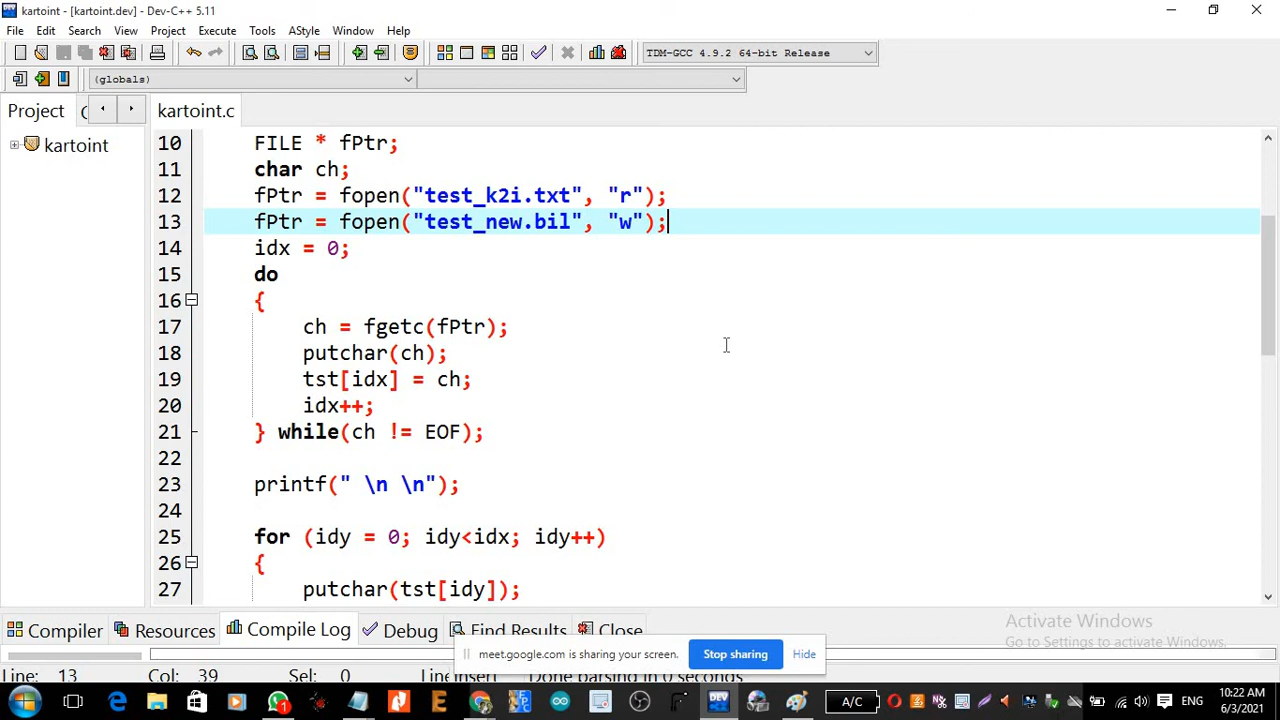 kartoint - [kartoint.dev] - Dev-C++ 5.11
File Edit Search View Project Execute Tools AStyle Window Help
TDM-GCC 4.9.2 64-bit Release
(globals)
Project kartoint.c
kartoint
10 FILE * fPtr;
11 char ch;
12 fPtr = fopen("test_k2i.txt", "r");
13 fPtr = fopen("test_new.bil", "w");
14 idx = 0;
15 do
16 {
17 ch = fgetc(fPtr);
18 putchar(ch);
19 tst[idx] = ch;
20 idx++;
21 } while(ch != EOF);
22
23 printf(" \n \n");
24
25 for (idy = 0; idy<idx; idy++)
26 {
27 putchar(tst[idy]);
Activate Windows
Go to Settings to activate Windows.
Compiler Resources Compile Log Debug Find Results Close
meet.google.com is sharing your screen. Stop sharing Hide
Line: 13 Col: 39 Sel: 0 Done parsing in 0 seconds
A/C ENG 10:22 AM
6/3/2021